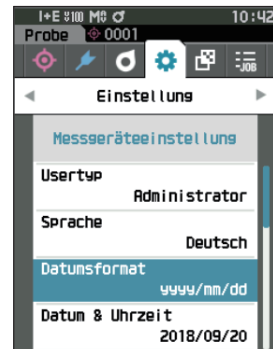 I+E M0 10:42
Probe 0001
-JOB
Einstellung
Messgeräteeinstellung
Usertyp
Administrator
Sprache
Deutsch
Datumsformat
yyyy/mm/dd
Datum & Uhrzeit
2018/09/20